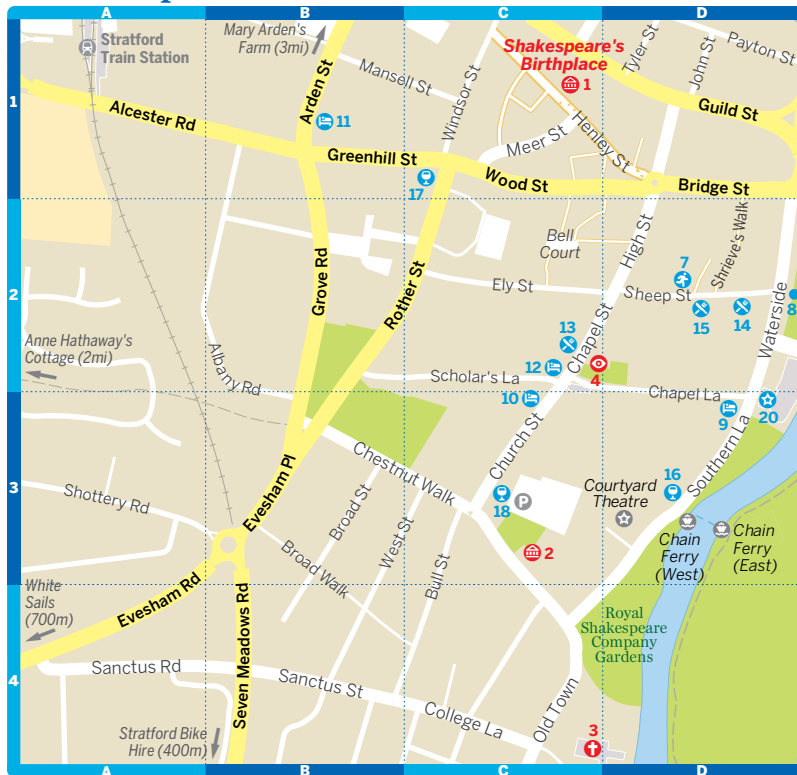 A
B
C
D
Stratford
Train Station
Mary Arden's
Farm (3mi)
Arden St
Mansell St
Windsor St
Shakespeare's
Birthplace
1
Tyler St
John St
Payton St
Guild St
1
Alcester Rd
11
Greenhill St
Meer St
Henley St
Wood St
Bridge St
17
2
Grove Rd
Rother St
Bell
Court
Ely St
High St
7
Shrieve's Walk
Sheep St
15
14
Waterside
8
Anne Hathaway's
Cottage (2mi)
Albany Rd
13
12
Chapel St
4
Scholar's La
Chapel La
10
9
20
3
Shottery Rd
Evesham Pl
Chestnut Walk
Church St
Southern La
Broad St
West St
Bull St
Broad Walk
18
P
Courtyard
Theatre
16
2
Chain
Ferry
(West)
Chain
Ferry
(East)
4
White
Sails
(700m)
Evesham Rd
Seven Meadows Rd
Royal
Shakespeare
Company
Gardens
Sanctus Rd
Sanctus St
College La
Old Town
3
Stratford Bike
Hire (400m)
A
B
C
D